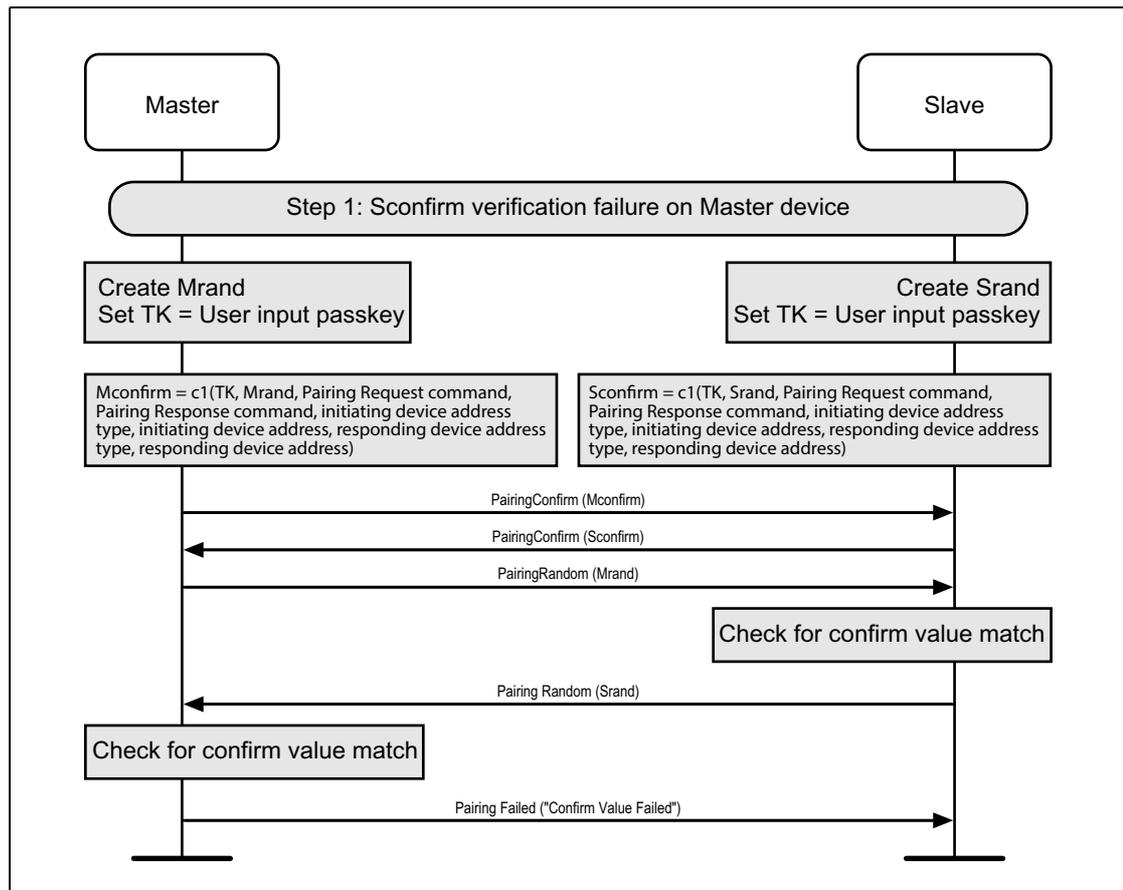 Master
Slave
Step 1: Sconfirm verification failure on Master device
Create Mrand
Set TK = User input passkey
Create Srand
Set TK = User input passkey
Mconfirm = c1(TK, Mrand, Pairing Request command,
Pairing Response command, initiating device address
type, initiating device address, responding device address
type, responding device address)
Sconfirm = c1(TK, Srand, Pairing Request command,
Pairing Response command, initiating device address
type, initiating device address, responding device address
type, responding device address)
PairingConfirm (Mconfirm)
PairingConfirm (Sconfirm)
PairingRandom (Mrand)
Check for confirm value match
Pairing Random (Srand)
Check for confirm value match
Pairing Failed ("Confirm Value Failed")